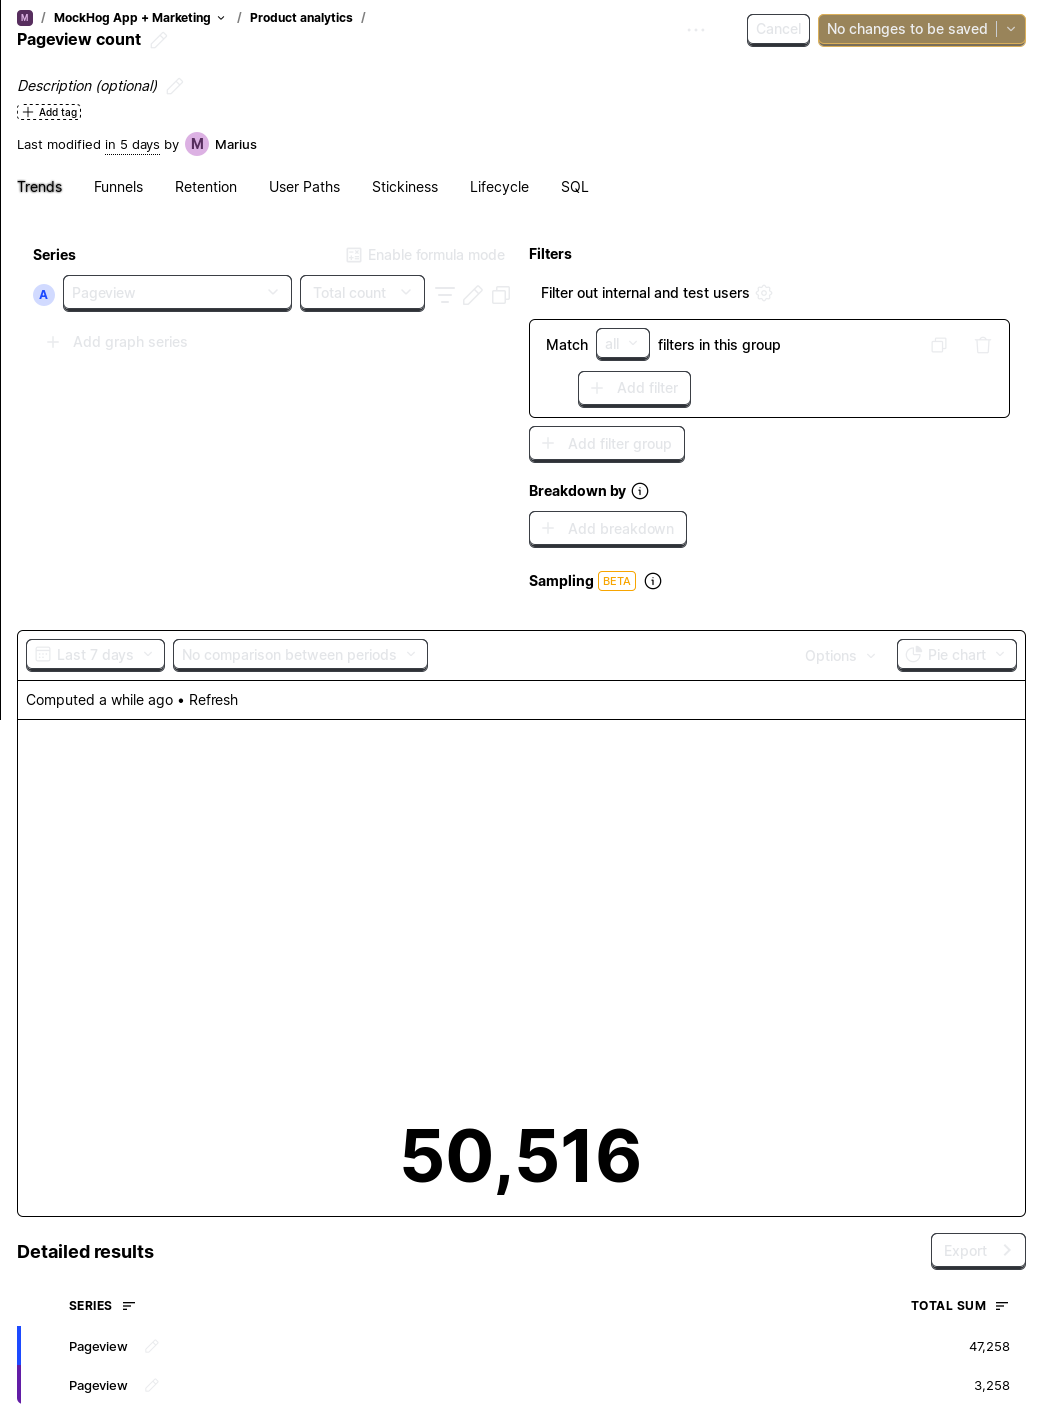 M / MockHog App + Marketing / Product analytics /
Pageview count
Cancel
No changes to be saved
Description (optional)
Add tag
Last modified in 5 days by M Marius
Trends Funnels Retention User Paths Stickiness Lifecycle SQL
Series
Enable formula mode
A Pageview Total count
Add graph series
Filters
Filter out internal and test users
Match all filters in this group
Add filter
Add filter group
Breakdown by
Add breakdown
Sampling BETA
Last 7 days No comparison between periods Options Pie chart
Computed a while ago • Refresh
50,516
Detailed results
Export
SERIES TOTAL SUM
Pageview 47,258
Pageview 3,258